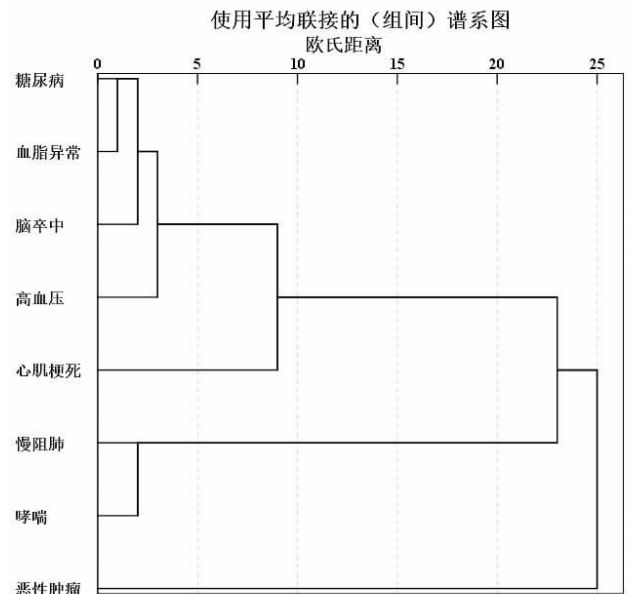 使用平均联接的（组间）谱系图
欧氏距离
0 5 10 15 20 25
糖尿病
血脂异常
脑卒中
高血压
心肌梗死
慢阻肺
哮喘
恶性肿瘤